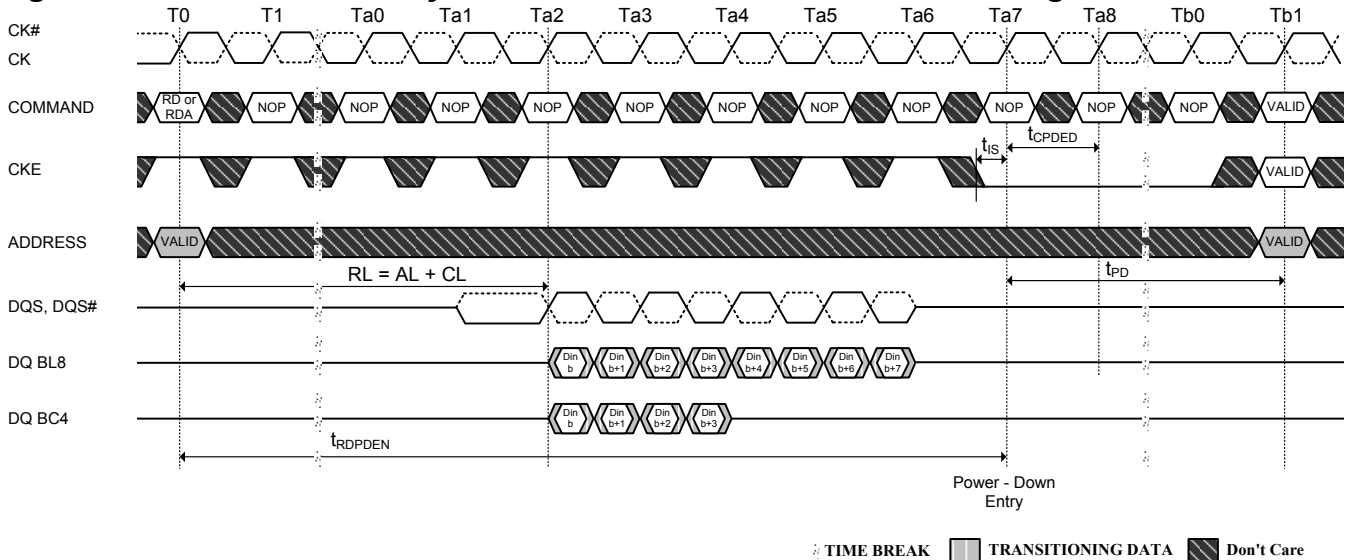 T0 T1 Ta0 Ta1 Ta2 Ta3 Ta4 Ta5 Ta6 Ta7 Ta8 Tb0 Tb1
CK#
CK
COMMAND RD or RDA NOP NOP NOP NOP NOP NOP NOP NOP NOP NOP NOP VALID
tIS tCPDED
CKE VALID
ADDRESS VALID VALID
RL = AL + CL tPD
DQS, DQS#
DQ BL8 Din b Din b+1 Din b+2 Din b+3 Din b+4 Din b+5 Din b+6 Din b+7
DQ BC4 Din b Din b+1 Din b+2 Din b+3
tRDPDEN
Power - Down
Entry
TIME BREAK TRANSITIONING DATA Don't Care